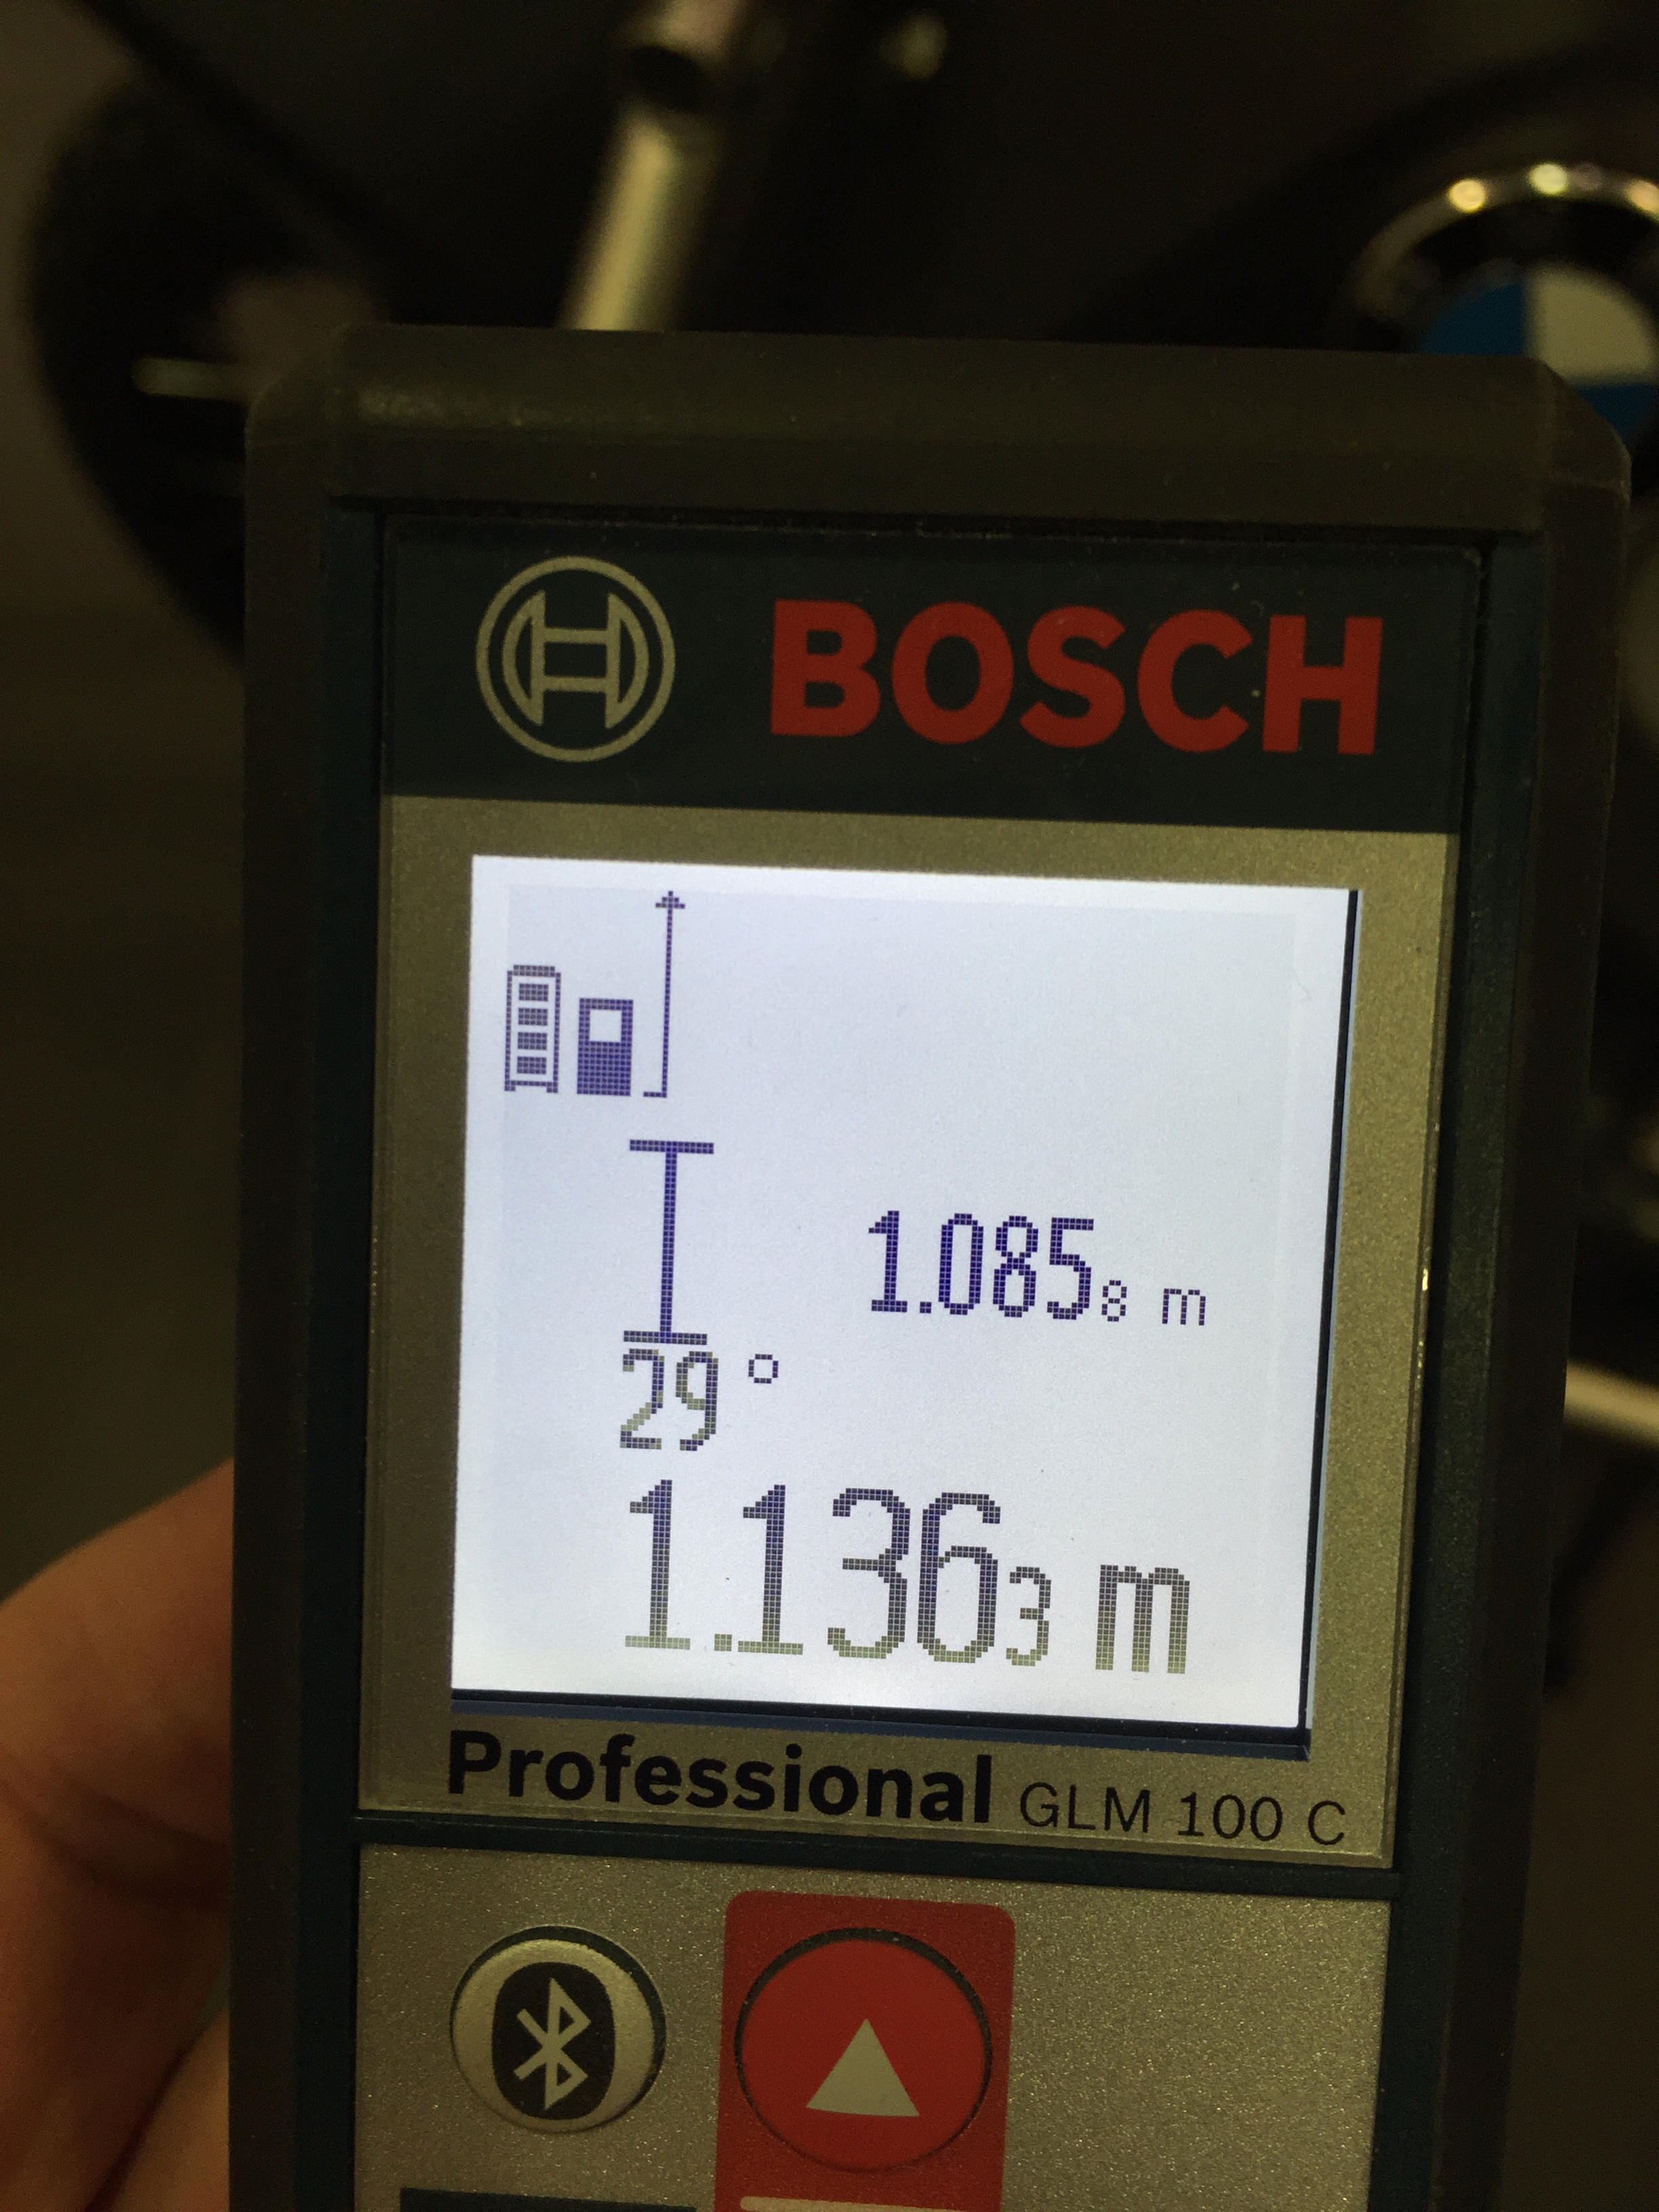 BOSCH
1.0858 m
29°
1.1363 m
Professional GLM 100 C